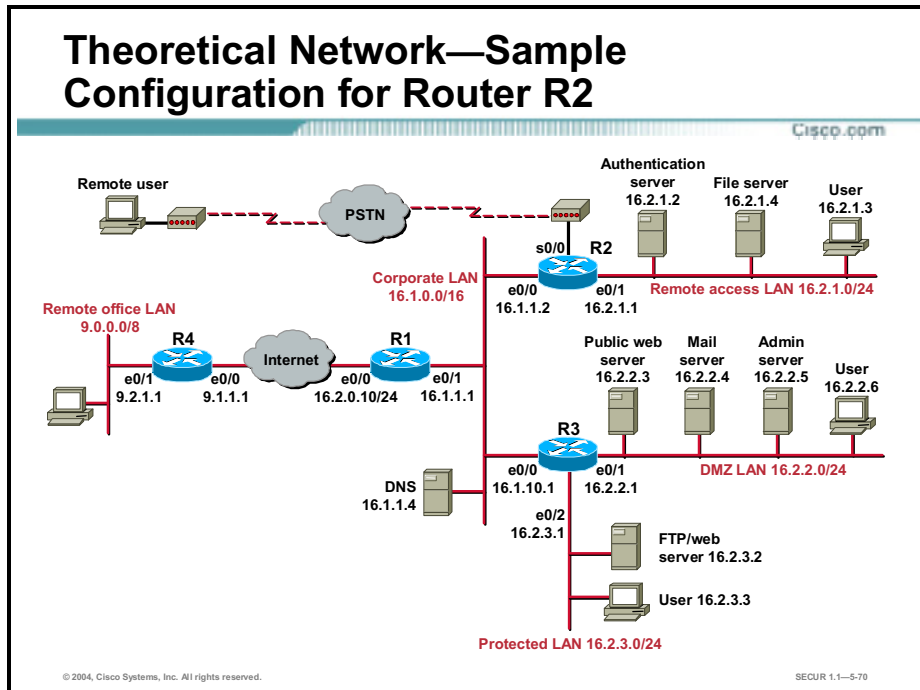 Theoretical Network—Sample
Configuration for Router R2
Cisco.com
Remote user
PSTN
Authentication
server
16.2.1.2
File server
16.2.1.4
User
16.2.1.3
s0/0
R2
e0/0
16.1.1.2
e0/1
16.2.1.1
Remote access LAN 16.2.1.0/24
Corporate LAN
16.1.0.0/16
Remote office LAN
9.0.0.0/8
R4
e0/1
9.2.1.1
e0/0
9.1.1.1
Internet
R1
e0/0
16.2.0.10/24
e0/1
16.1.1.1
Public web
server
16.2.2.3
Mail
server
16.2.2.4
Admin
server
16.2.2.5
User
16.2.2.6
R3
e0/0
16.1.10.1
e0/1
16.2.2.1
DMZ LAN 16.2.2.0/24
DNS
16.1.1.4
e0/2
16.2.3.1
FTP/web
server 16.2.3.2
User 16.2.3.3
Protected LAN 16.2.3.0/24
© 2004, Cisco Systems, Inc. All rights reserved.
SECUR 1.1—5-70